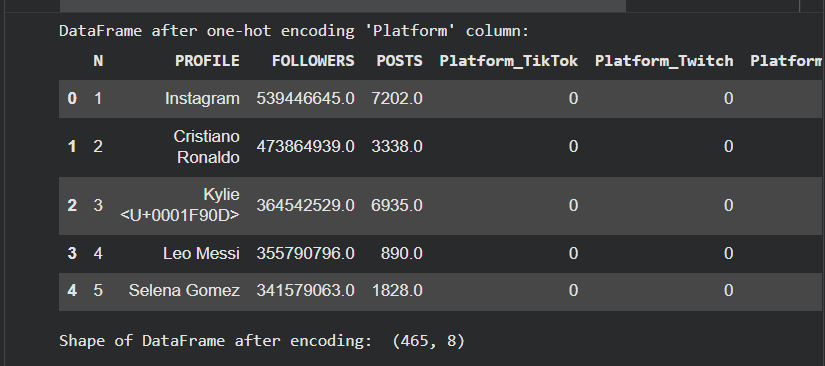 DataFrame after one-hot encoding 'Platform' column:
N PROFILE FOLLOWERS POSTS Platform_TikTok Platform_Twitch Platform
0 1 Instagram 539446645.0 7202.0 0 0
1 2 Cristiano Ronaldo 473864939.0 3338.0 0 0
2 3 Kylie <U+0001F90D> 364542529.0 6935.0 0 0
3 4 Leo Messi 355790796.0 890.0 0 0
4 5 Selena Gomez 341579063.0 1828.0 0 0
Shape of DataFrame after encoding: (465, 8)